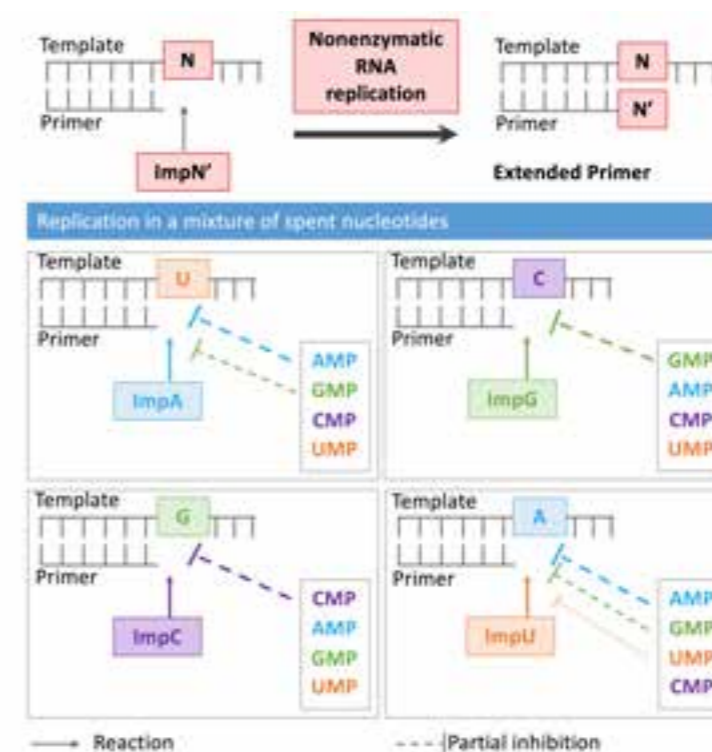 Template
N
Primer
ImpN'
Nonenzymatic
RNA
replication
Template
N
N'
Primer
Extended Primer
Replication in a mixture of spent nucleotides
Template
U
Primer
ImpA
AMP
GMP
CMP
UMP
Template
C
Primer
ImpG
GMP
AMP
CMP
UMP
Template
G
Primer
ImpC
CMP
AMP
GMP
UMP
Template
A
Primer
ImpU
AMP
GMP
UMP
CMP
Reaction
Partial inhibition